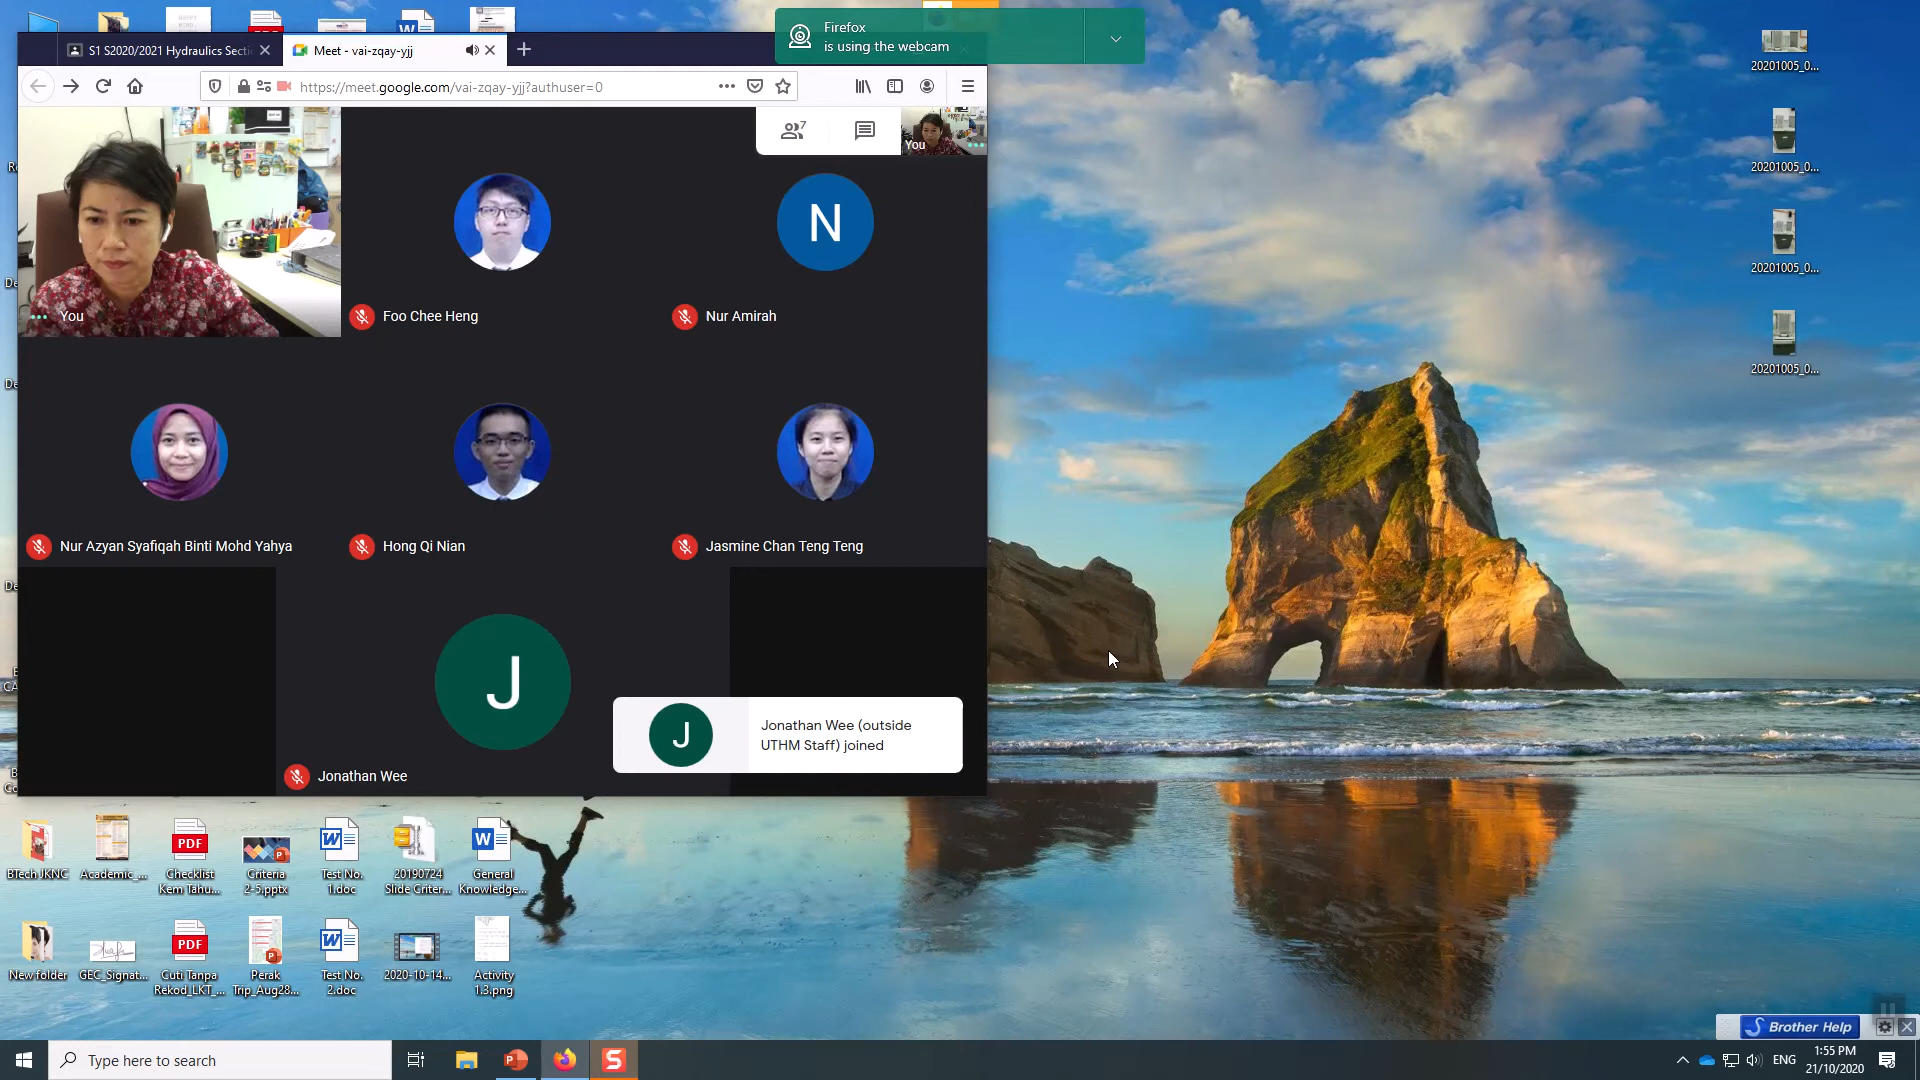 Firefox
is using the webcam
S1 S2020/2021 Hydraulics Secti
Meet - vai-zqay-yjj
https://meet.google.com/vai-zqay-yjj?authuser=0
7
You
You
Foo Chee Heng
N
Nur Amirah
Nur Azyan Syafiqah Binti Mohd Yahya
Hong Qi Nian
Jasmine Chan Teng Teng
J
Jonathan Wee
J
Jonathan Wee (outside
UTHM Staff) joined
20201005_0...
20201005_0...
20201005_0...
20201005_0...
BTech JKNC
Academic_...
PDF
Checklist
Kem Tahu...
Criteria
2-5.pptx
Test No.
1.doc
20190724
Slide Criter...
General
Knowledge...
New folder
GEC_Signat...
PDF
Cuti Tanpa
Rekod_LKT_...
Perak
Trip_Aug28...
Test No.
2.doc
2020-10-14...
Activity
1.3.png
Brother Help
Type here to search
ENG
1:55 PM
21/10/2020